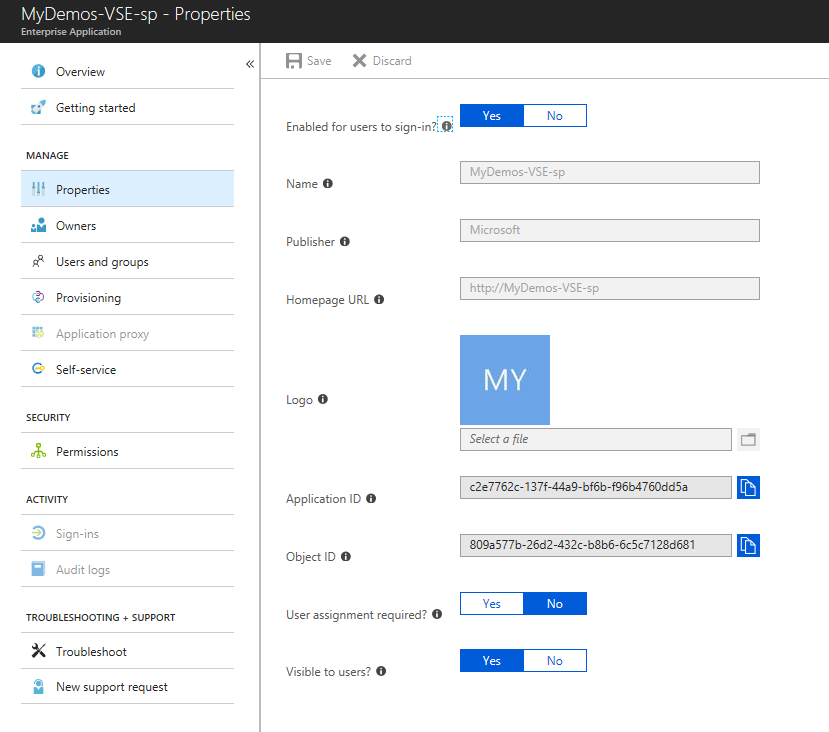 MyDemos-VSE-sp - Properties
Enterprise Application
Overview
Getting started
MANAGE
Properties
Owners
Users and groups
Provisioning
Application proxy
Self-service
SECURITY
Permissions
ACTIVITY
Sign-ins
Audit logs
TROUBLESHOOTING + SUPPORT
Troubleshoot
New support request
«
Save Discard
Enabled for users to sign-in? Yes No
Name MyDemos-VSE-sp
Publisher Microsoft
Homepage URL http://MyDemos-VSE-sp
Logo MY
Select a file
Application ID c2e7762c-137f-44a9-bf6b-f96b4760dd5a
Object ID 809a577b-26d2-432c-b8b6-6c5c7128d681
User assignment required? Yes No
Visible to users? Yes No